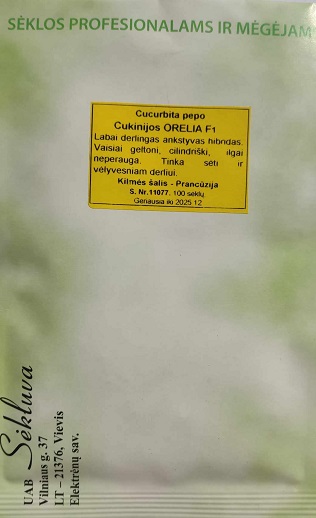 SĖKLOS PROFESIONALAMS IR MĖGĖJAM
Cucurbita pepo
Cukinijos ORELIA F1
Labai derlingas ankstyvas hibridas.
Vaisiai geltoni, cilindriški, ilgai
neperauga. Tinka sėti ir
vėlyvesniam derliui.
Kilmės šalis - Prancūzija
S. Nr.11077. 100 sėklų
Geriausia iki 2025 12
UAB Sėkluva
Vilniaus g. 37
LT – 21376, Vievis
Elektrėnų sav.